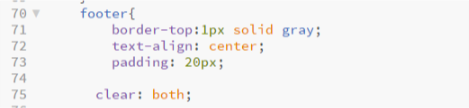 70 footer{
71 border-top:1px solid gray;
72 text-align: center;
73 padding: 20px;
74
75 clear: both;